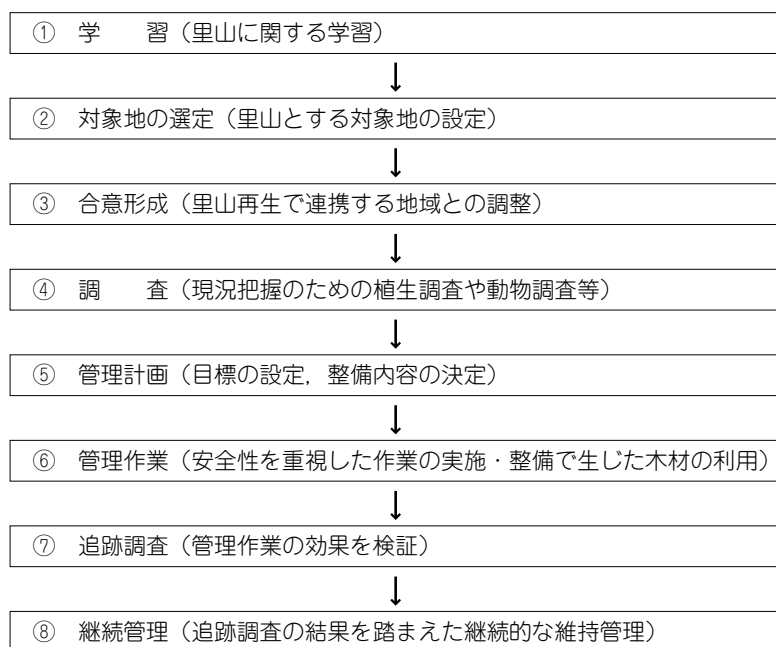 ① 学　　習（里山に関する学習）
↓
② 対象地の選定（里山とする対象地の設定）
↓
③ 合意形成（里山再生で連携する地域との調整）
↓
④ 調　　査（現況把握のための植生調査や動物調査等）
↓
⑤ 管理計画（目標の設定，整備内容の決定）
↓
⑥ 管理作業（安全性を重視した作業の実施・整備で生じた木材の利用）
↓
⑦ 追跡調査（管理作業の効果を検証）
↓
⑧ 継続管理（追跡調査の結果を踏まえた継続的な維持管理）